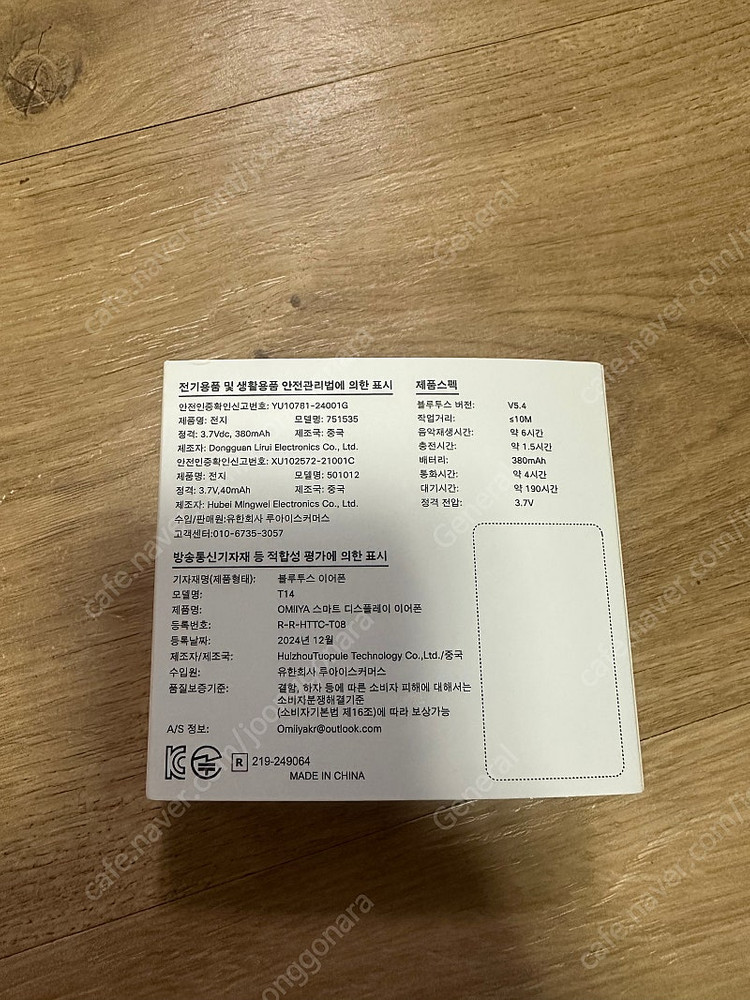 전기용품 및 생활용품 안전관리법에 의한 표시
안전인증확인신고번호: YU10781-24001G
제품명: 전지 모델명: 751535
정격: 3.7Vdc, 380mAh 제조국: 중국
제조자: Dongguan Lirui Electronics Co., Ltd.
안전인증확인신고번호: XU102572-21001C
제품명: 전지 모델명: 501012
정격: 3.7V,40mAh 제조국: 중국
제조자: Hubei Mingwei Electronics Co., Ltd.
수입/판매원:유한회사 루아이스커머스
고객센터:010-6735-3057
방송통신기자재 등 적합성 평가에 의한 표시
기자재명(제품형태): 블루투스 이어폰
모델명: T14
제품명: OMIIYA 스마트 디스플레이 이어폰
등록번호: R-R-HTTC-T08
등록날짜: 2024년 12월
제조자/제조국: HuizhouTuopule Technology Co.,Ltd./중국
수입원: 유한회사 루아이스커머스
품질보증기준: 결함, 하자 등에 따른 소비자 피해에 대해서는
소비자분쟁해결기준
(소비자기본법 제16조)에 따라 보상가능
A/S 정보: Omiiyakr@outlook.com
R 219-249064
MADE IN CHINA
제품스펙
블루투스 버전: V5.4
작업거리: ≤10M
음악재생시간: 약 6시간
충전시간: 약 1.5시간
배터리: 380mAh
통화시간: 약 4시간
대기시간: 약 190시간
정격 전압: 3.7V
cafe.naver.com/joonggonara
General